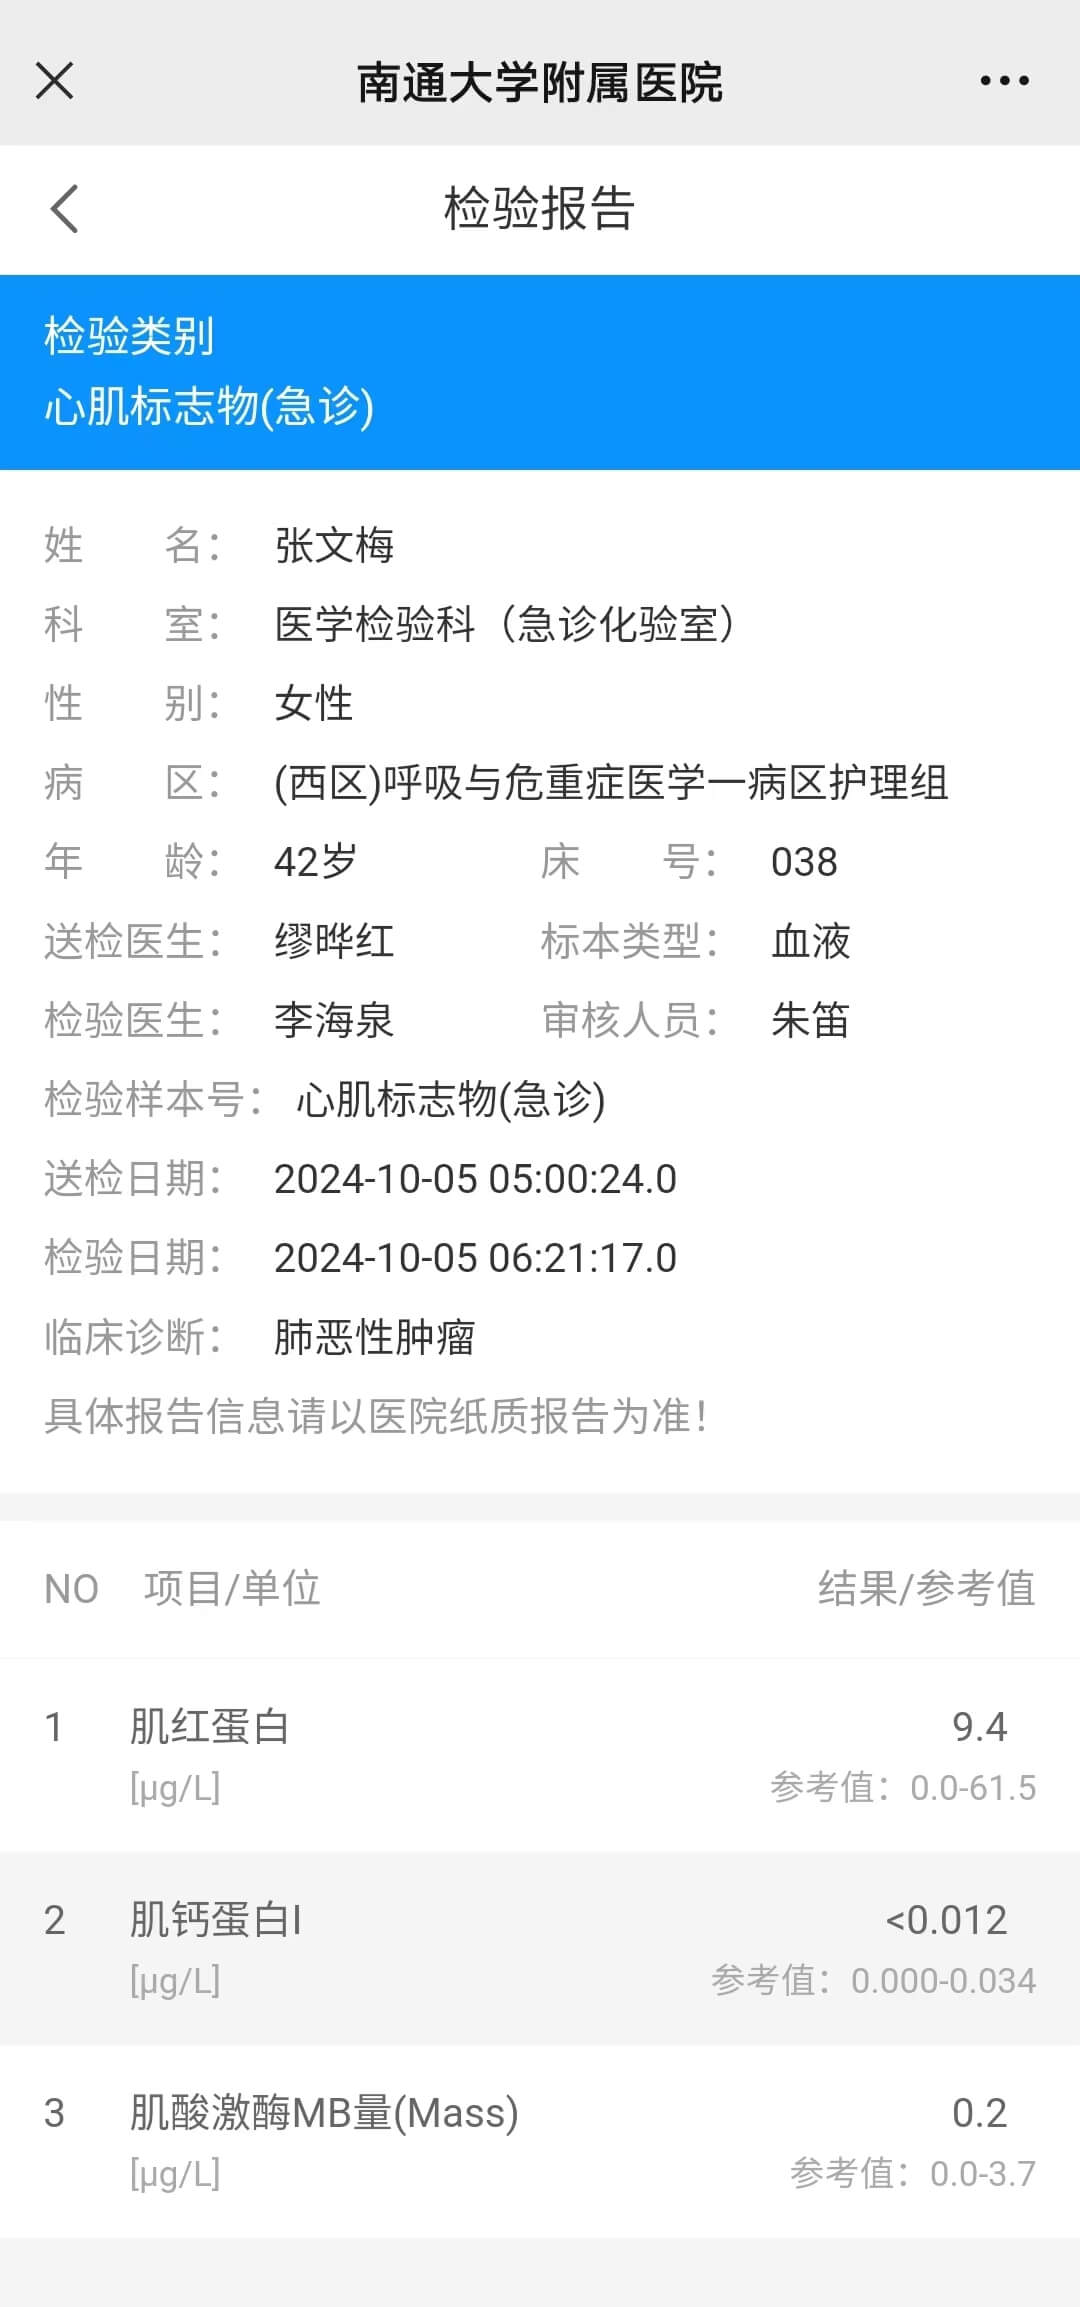 南通大学附属医院
检验报告
检验类别
心肌标志物(急诊)
姓 名： 张文梅
科 室： 医学检验科（急诊化验室）
性 别： 女性
病 区： (西区)呼吸与危重症医学一病区护理组
年 龄： 42岁 床 号： 038
送检医生： 缪晔红 标本类型： 血液
检验医生： 李海泉 审核人员： 朱笛
检验样本号： 心肌标志物(急诊)
送检日期： 2024-10-05 05:00:24.0
检验日期： 2024-10-05 06:21:17.0
临床诊断： 肺恶性肿瘤
具体报告信息请以医院纸质报告为准！
NO 项目/单位 结果/参考值
1 肌红蛋白 9.4
[μg/L] 参考值：0.0-61.5
2 肌钙蛋白I <0.012
[μg/L] 参考值：0.000-0.034
3 肌酸激酶MB量(Mass) 0.2
[μg/L] 参考值：0.0-3.7